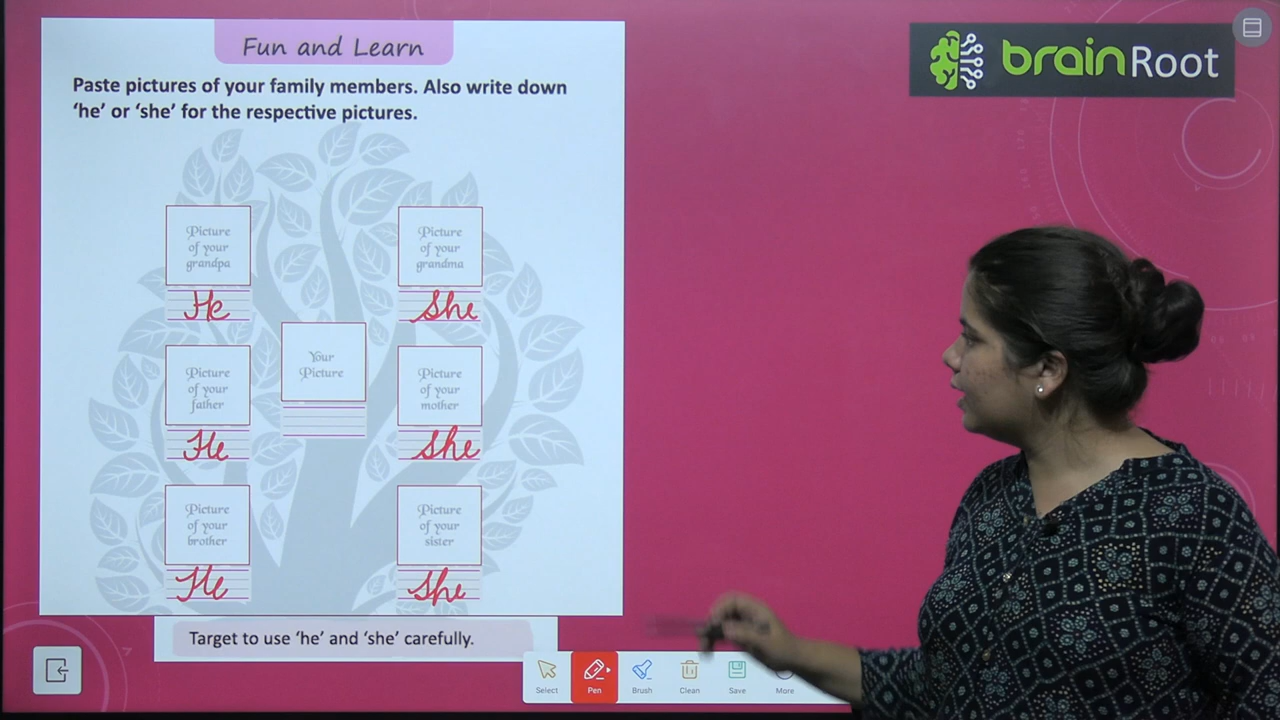 Fun and Learn
brainRoot
Paste pictures of your family members. Also write down
‘he’ or ‘she’ for the respective pictures.
Picture
of your
grandpa
He
Picture
of your
grandma
She
Your
Picture
Picture
of your
father
He
Picture
of your
mother
She
Picture
of your
brother
He
Picture
of your
sister
She
Target to use ‘he’ and ‘she’ carefully.
Select
Pen
Brush
Clean
Save
More